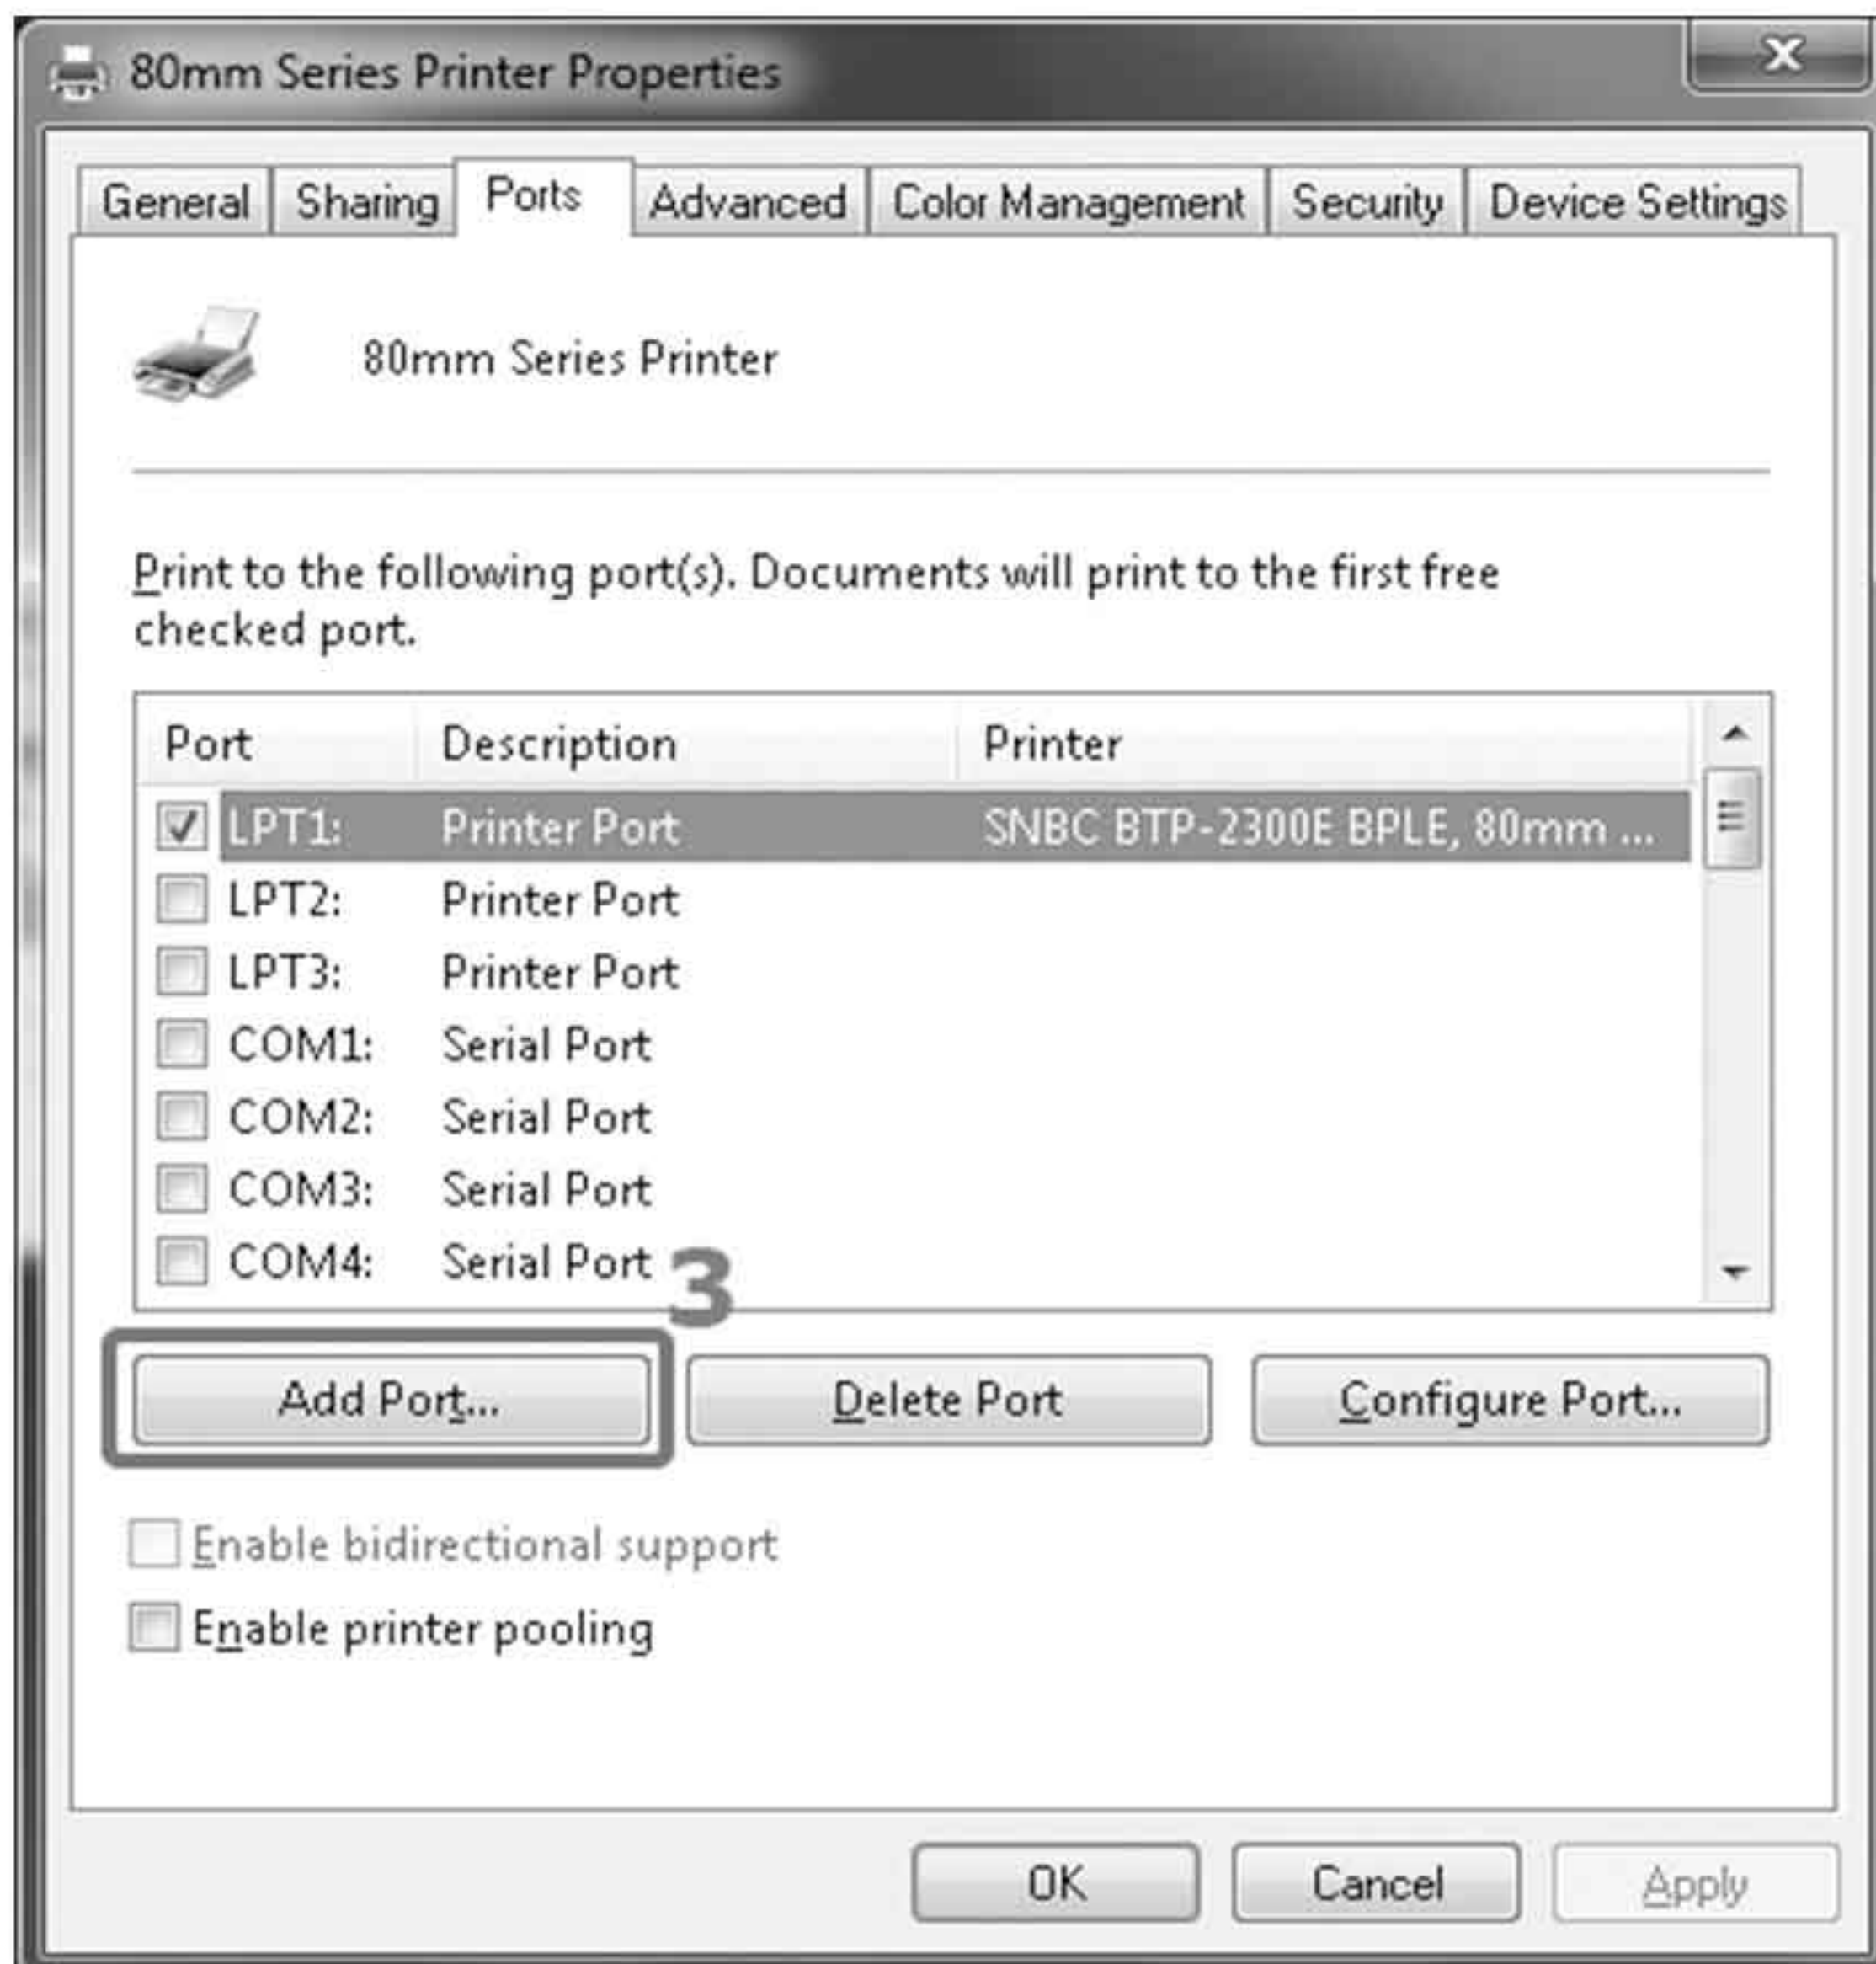 80mm Series Printer Properties
General Sharing Ports Advanced Color Management Security Device Settings
80mm Series Printer
Print to the following port(s). Documents will print to the first free
checked port.
Port Description Printer
LPT1: Printer Port SNBC BTP-2300E BPLE, 80mm ...
LPT2: Printer Port
LPT3: Printer Port
COM1: Serial Port
COM2: Serial Port
COM3: Serial Port
COM4: Serial Port
3
Add Port... Delete Port Configure Port...
Enable bidirectional support
Enable printer pooling
OK Cancel Apply